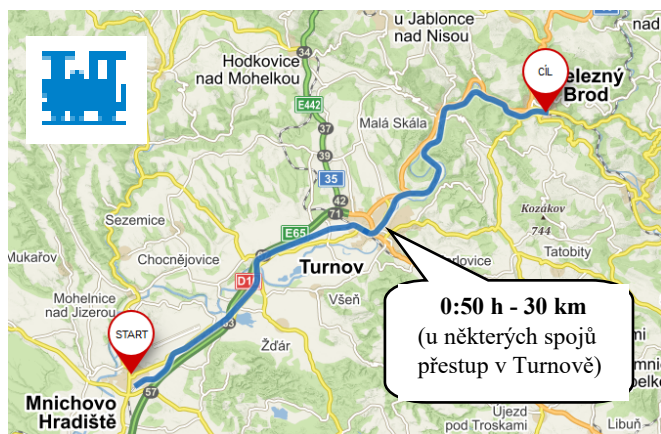 u Jablonce
nad Nisou
Hodkovice
nad Mohelkou
34
E442
CÍL
Železný
Brod
37
Malá Skála
39
35
Kozákov
744
42
71
Sezemice
E65
Tatobity
Mukařov
Chocnějovice
D1
Turnov
Mohelnice
nad Jizerou
Všeň
63
START
Žďár
57
Mnichovo
Hradiště
Újezd
pod Troskami
Libuň
0:50 h - 30 km
(u některých spojů
přestup v Turnově)